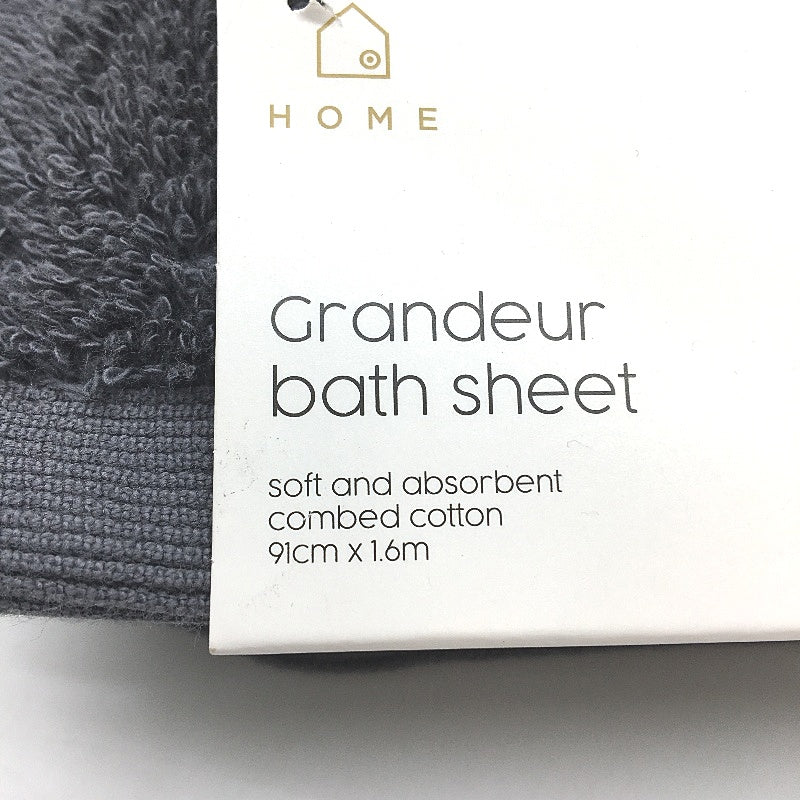 HOME
Grandeur
bath sheet
soft and absorbent
combed cotton
91cm x 1.6m